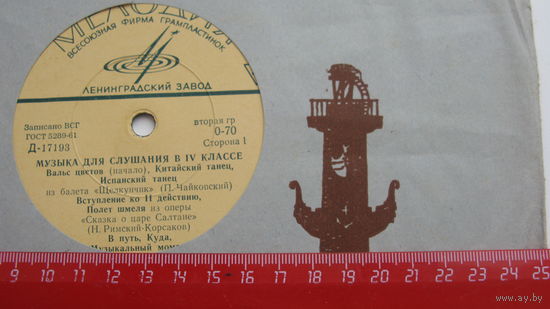 МЕЛОДИЯ
ВСЕСОЮЗНАЯ ФИРМА ГРАМПЛАСТИНОК
ЛЕНИНГРАДСКИЙ ЗАВОД
Записано ВСГ
ГОСТ 5289-61
Д-17193
вторая гр
0-70
Сторона 1
МУЗЫКА ДЛЯ СЛУШАНИЯ В IV КЛАССЕ
Вальс цветов (начало), Китайский танец,
Испанский танец
из балета «Щелкунчик» (П. Чайковский)
Вступление ко II действию,
Полет шмеля из оперы
«Сказка о царе Салтане»
(Н. Римский-Корсаков)
В путь, Куда,
Музыкальный мом
9 10 11 12 13 14 15 16 17 18 19 20 21 22 23 24 25
www.ay.by